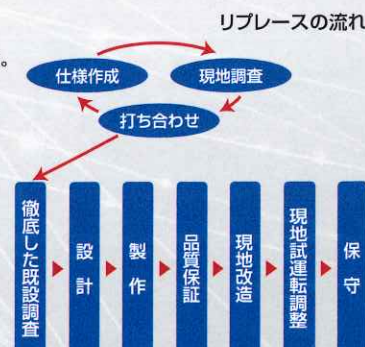 リプレースの流れ
。
仕様作成
現地調査
打ち合わせ
徹底した既設調査
設計
製作
品質保証
現地改造
現地試運転調整
保守